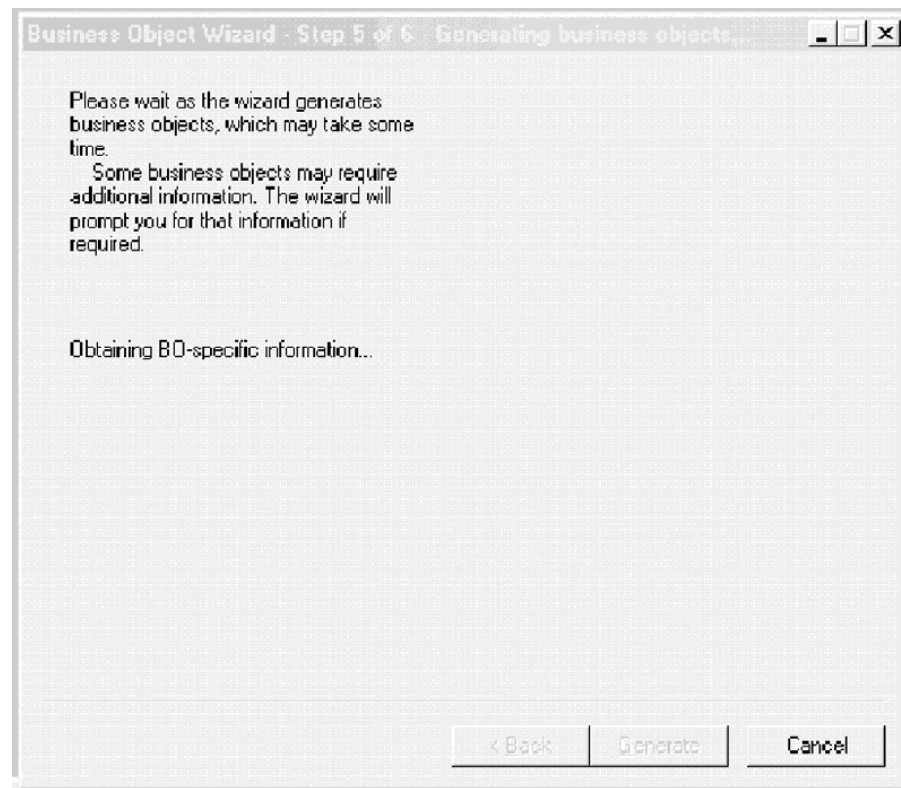 Business Object Wizard - Step 5 of 6 Generating business objects...
Please wait as the wizard generates
business objects, which may take some
time.
Some business objects may require
additional information. The wizard will
prompt you for that information if
required.
Obtaining BO-specific information...
< Back Generate Cancel